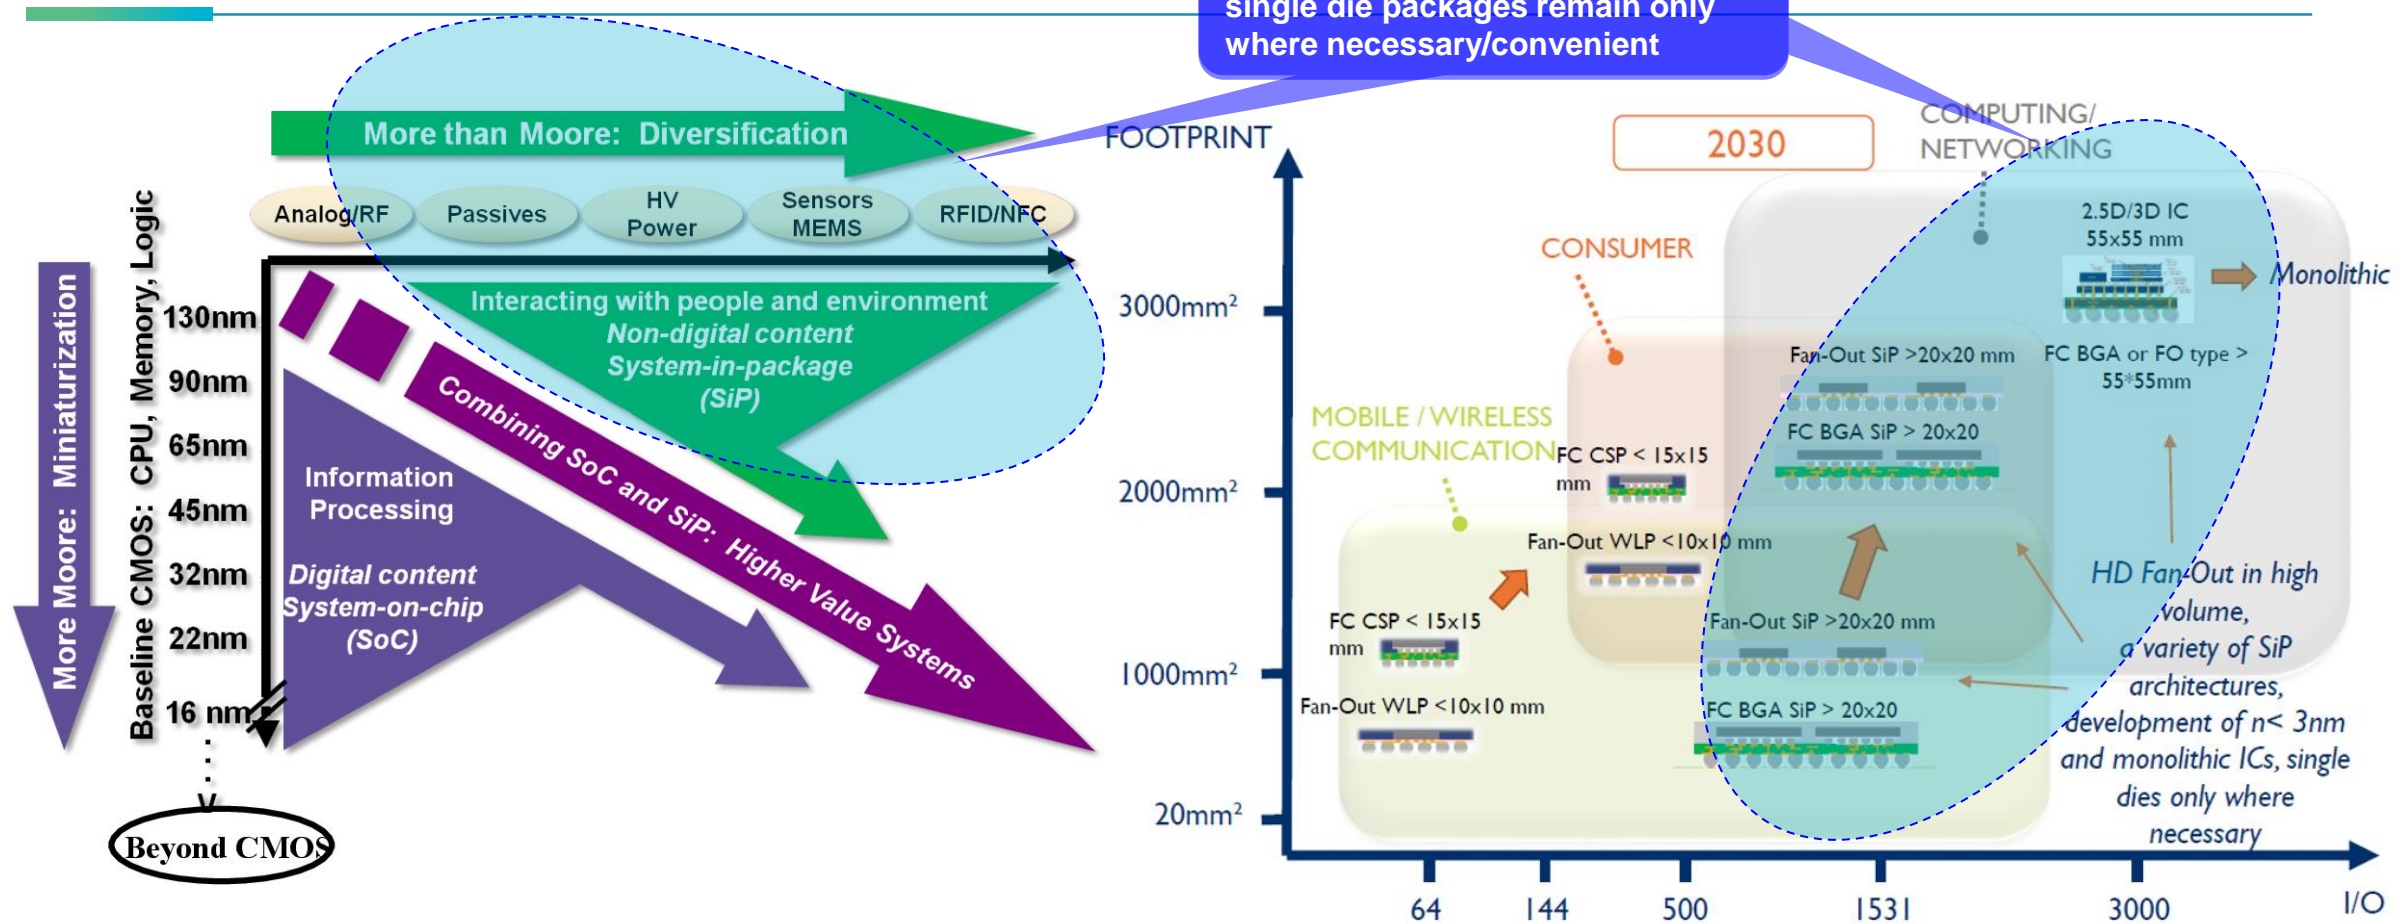 single die packages remain only
where necessary/convenient
More than Moore: Diversification
Analog/RF
Passives
HV
Power
Sensors
MEMS
RFID/NFC
More Moore: Miniaturization
Baseline CMOS: CPU, Memory, Logic
130nm
90nm
65nm
45nm
32nm
22nm
16 nm
Beyond CMOS
Interacting with people and environment
Non-digital content
System-in-package
(SiP)
Combining SoC and SiP: Higher Value Systems
Information
Processing
Digital content
System-on-chip
(SoC)
FOOTPRINT
2030
COMPUTING/
NETWORKING
CONSUMER
MOBILE / WIRELESS
COMMUNICATION
3000mm²
2000mm²
1000mm²
20mm²
2.5D/3D IC
55x55 mm
Monolithic
FC BGA or FO type >
55*55mm
Fan-Out SiP >20x20 mm
FC BGA SiP > 20x20
FC CSP < 15x15
mm
Fan-Out WLP <10x10 mm
FC CSP < 15x15
mm
Fan-Out WLP <10x10 mm
Fan-Out SiP >20x20 mm
FC BGA SiP > 20x20
HD Fan-Out in high
volume,
a variety of SiP
architectures,
development of n< 3nm
and monolithic ICs, single
dies only where
necessary
64
144
500
1531
3000
I/O